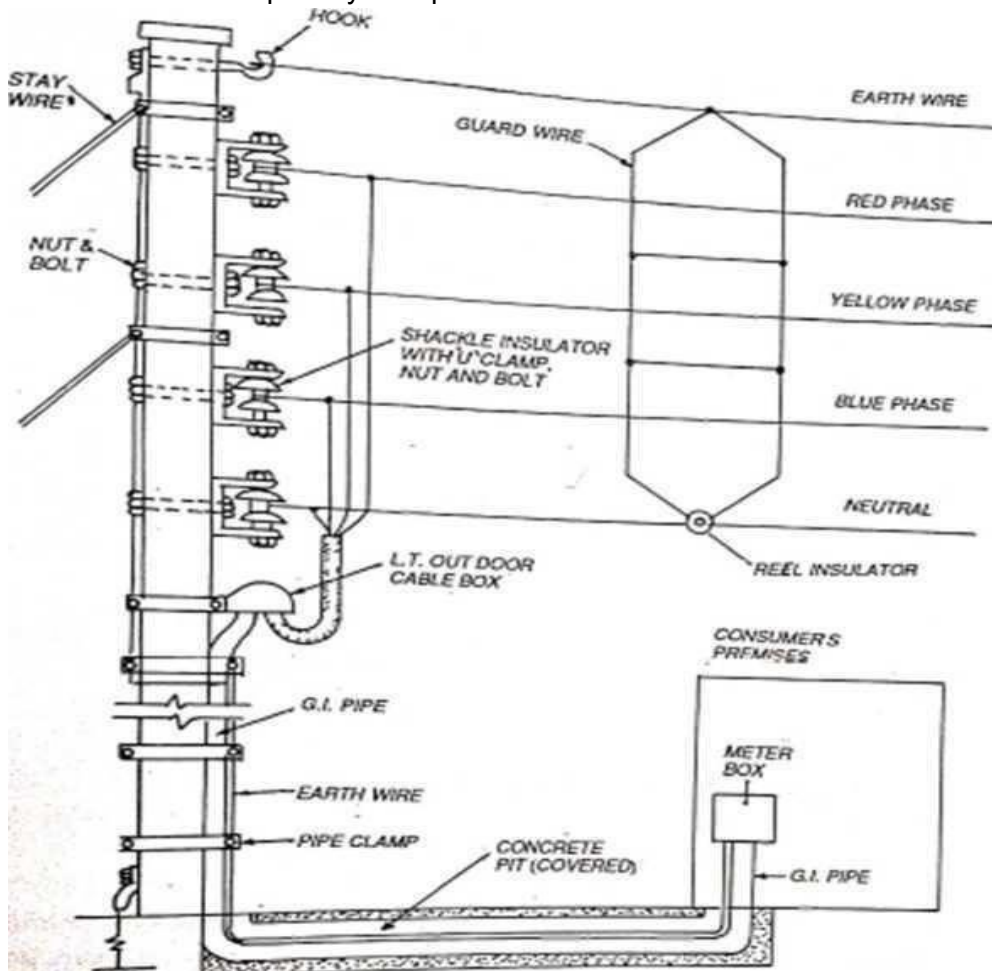 HOOK
STAY
WIRE
EARTH WIRE
GUARD WIRE
RED PHASE
NUT &
BOLT
YELLOW PHASE
SHACKLE INSULATOR
WITH 'U' CLAMP,
NUT AND BOLT
BLUE PHASE
NEUTRAL
L.T. OUT DOOR
CABLE BOX
REEL INSULATOR
CONSUMERS
PREMISES
G.I. PIPE
METER
BOX
EARTH WIRE
PIPE CLAMP
CONCRETE
PIT (COVERED)
G.I. PIPE